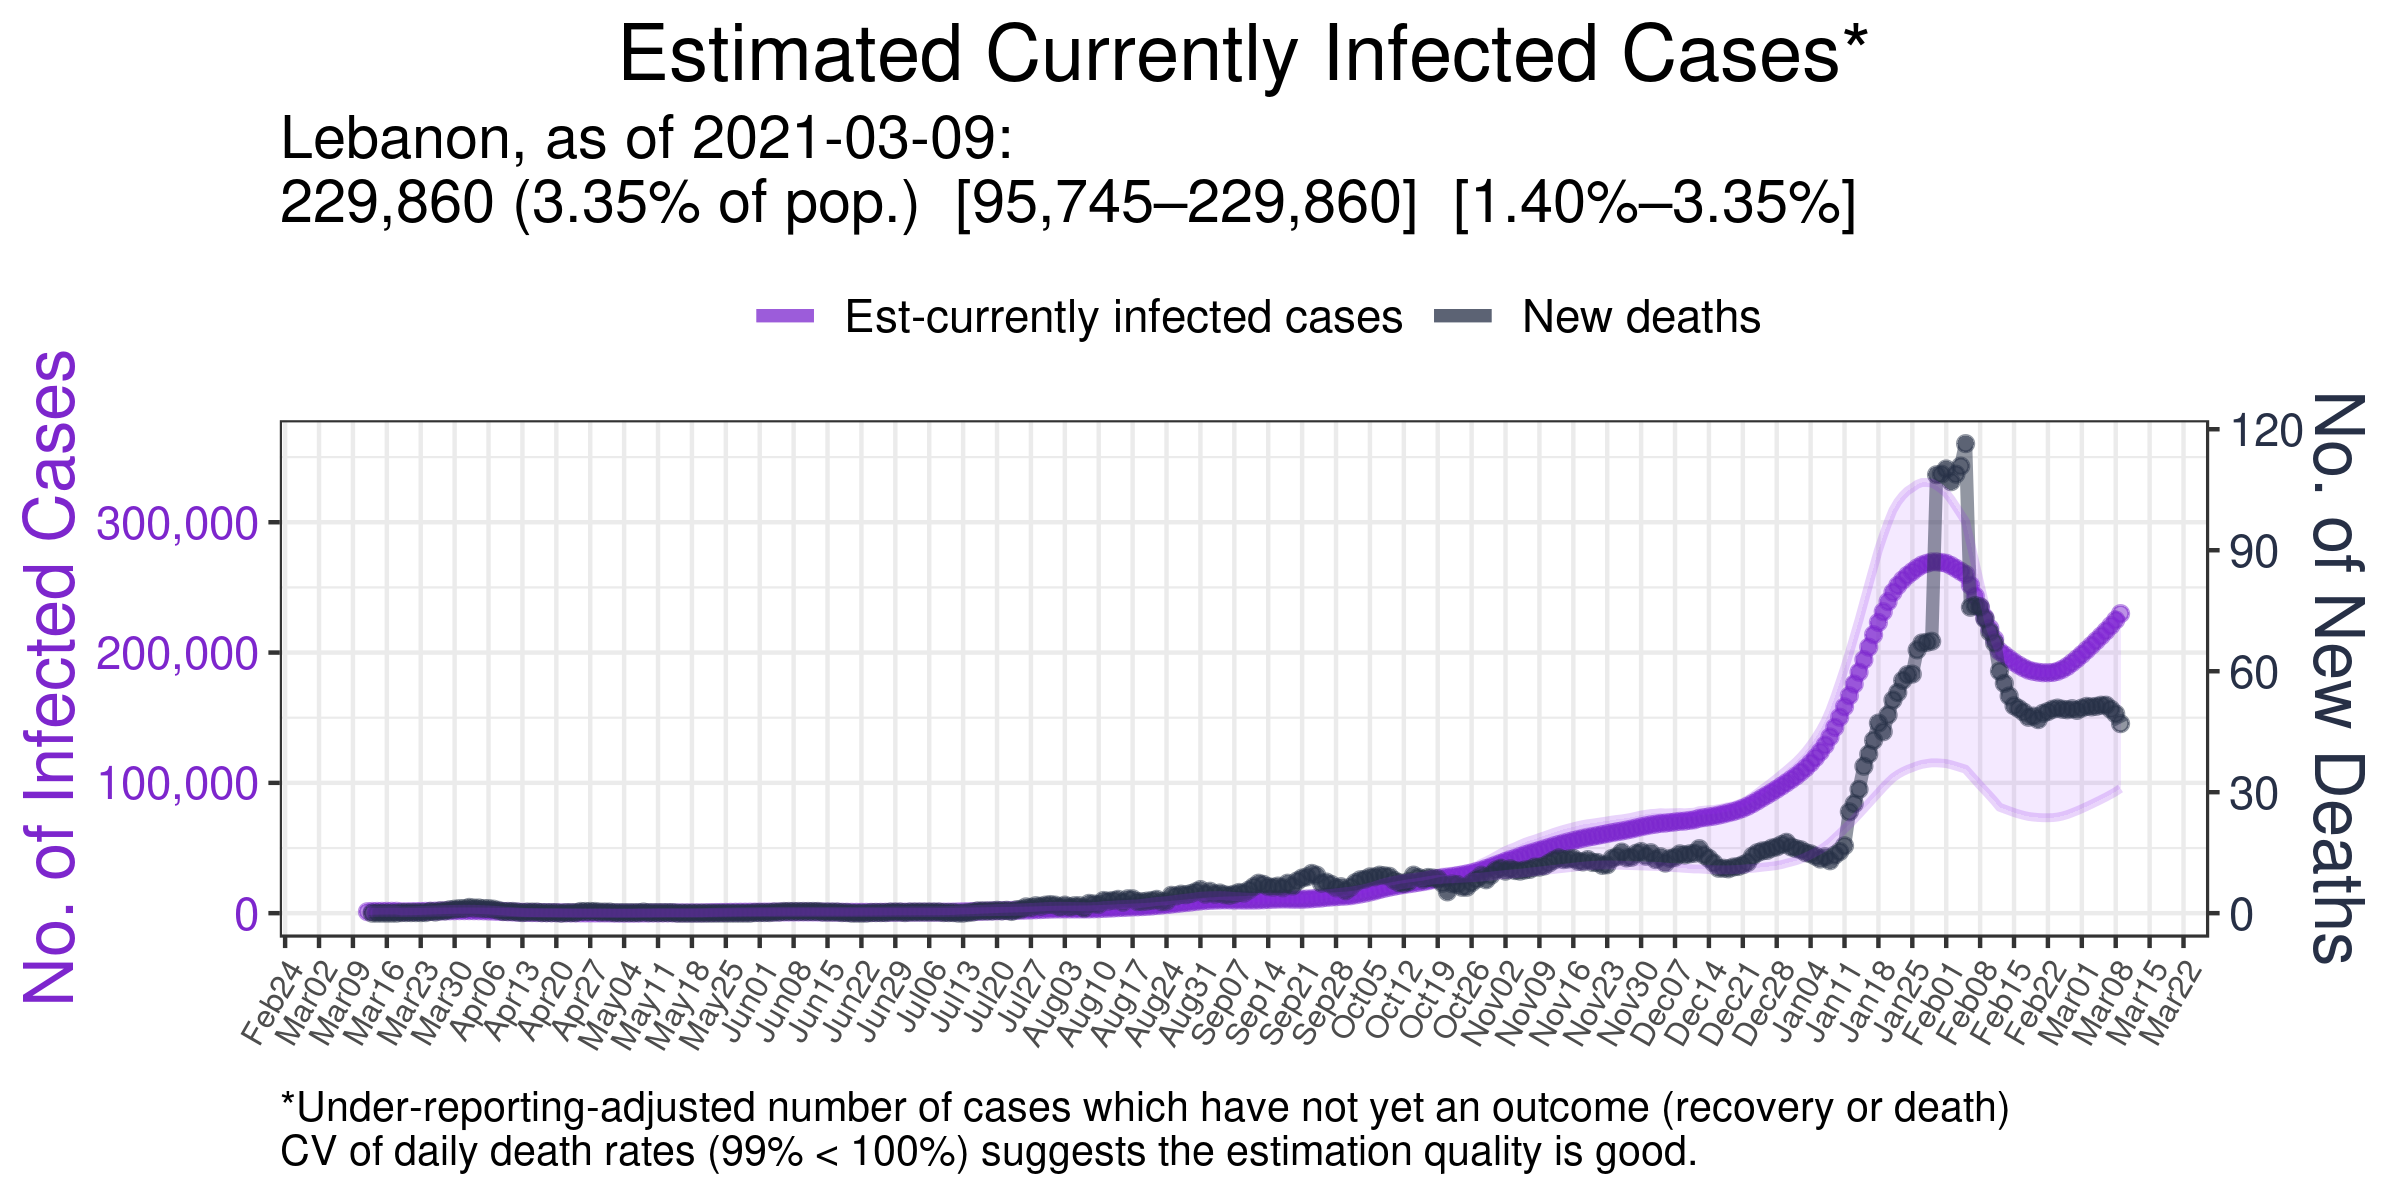 Estimated Currently Infected Cases*
Lebanon, as of 2021-03-09:
229,860 (3.35% of pop.)  [95,745–229,860]  [1.40%–3.35%]
Est-currently infected cases
New deaths
No. of Infected Cases
300,000
200,000
100,000
0
120
90
60
30
0
No. of New Deaths
Feb24
Mar02
Mar09
Mar16
Mar23
Mar30
Apr06
Apr13
Apr20
Apr27
May04
May11
May18
May25
Jun01
Jun08
Jun15
Jun22
Jun29
Jul06
Jul13
Jul20
Jul27
Aug03
Aug10
Aug17
Aug24
Aug31
Sep07
Sep14
Sep21
Sep28
Oct05
Oct12
Oct19
Oct26
Nov02
Nov09
Nov16
Nov23
Nov30
Dec07
Dec14
Dec21
Dec28
Jan04
Jan11
Jan18
Jan25
Feb01
Feb08
Feb15
Feb22
Mar01
Mar08
Mar15
Mar22
*Under-reporting-adjusted number of cases which have not yet an outcome (recovery or death)
CV of daily death rates (99% < 100%) suggests the estimation quality is good.